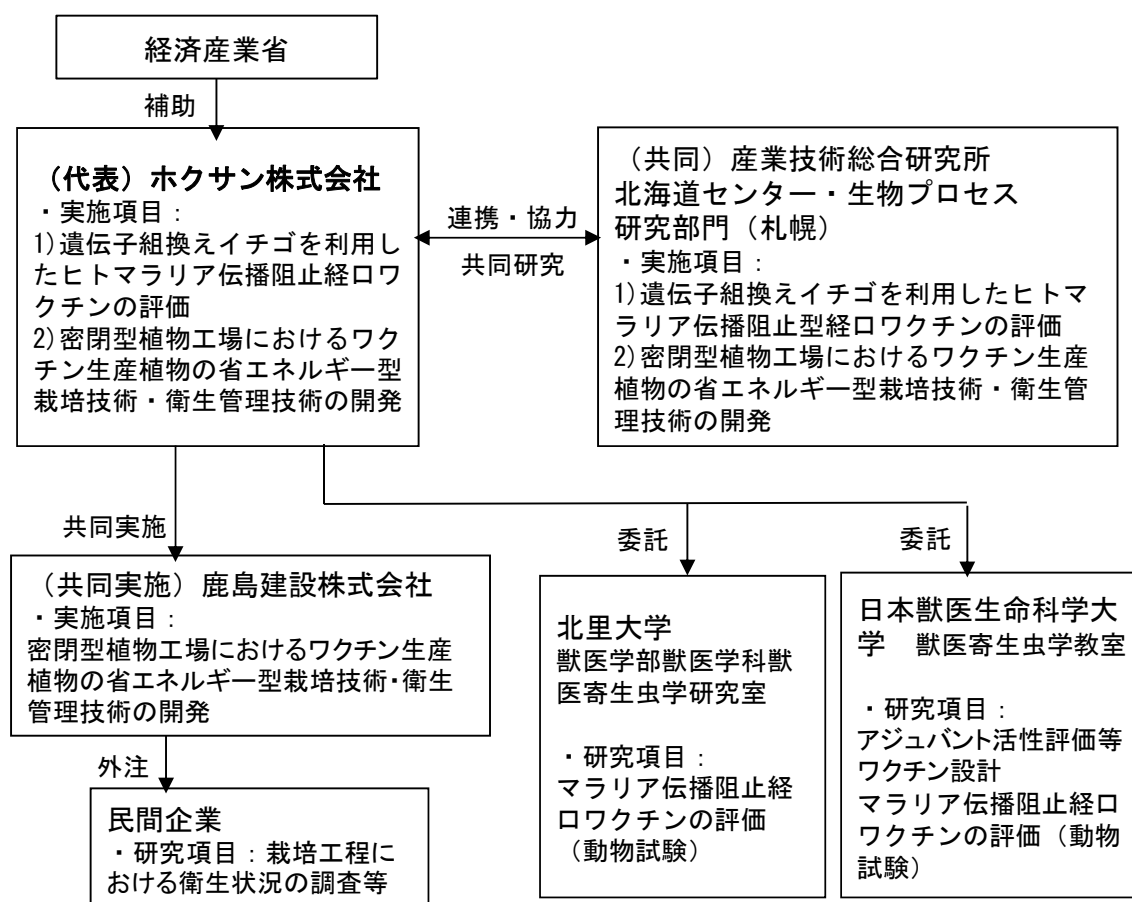 経済産業省
補助
（代表）ホクサン株式会社
・実施項目：
1)遺伝子組換えイチゴを利用し
たヒトマラリア伝播阻止経口ワ
クチンの評価
2)密閉型植物工場におけるワク
チン生産植物の省エネルギー型
栽培技術・衛生管理技術の開発
連携・協力
共同研究
（共同）産業技術総合研究所
北海道センター・生物プロセス
研究部門（札幌）
・実施項目：
1)遺伝子組換えイチゴを利用したヒトマ
ラリア伝播阻止型経口ワクチンの評価
2)密閉型植物工場におけるワクチン生産
植物の省エネルギー型栽培技術・衛生管
理技術の開発
共同実施
（共同実施）鹿島建設株式会社
・実施項目：
密閉型植物工場におけるワクチン生産
植物の省エネルギー型栽培技術・衛生
管理技術の開発
外注
民間企業
・研究項目：栽培工程に
おける衛生状況の調査等
委託
北里大学
獣医学部獣医学科獣
医寄生虫学研究室
・研究項目：
マラリア伝播阻止経
口ワクチンの評価
（動物試験）
委託
日本獣医生命科学大
学　獣医寄生虫学教室
・研究項目：
アジュバント活性評価等
ワクチン設計
マラリア伝播阻止経口
ワクチンの評価（動物
試験）